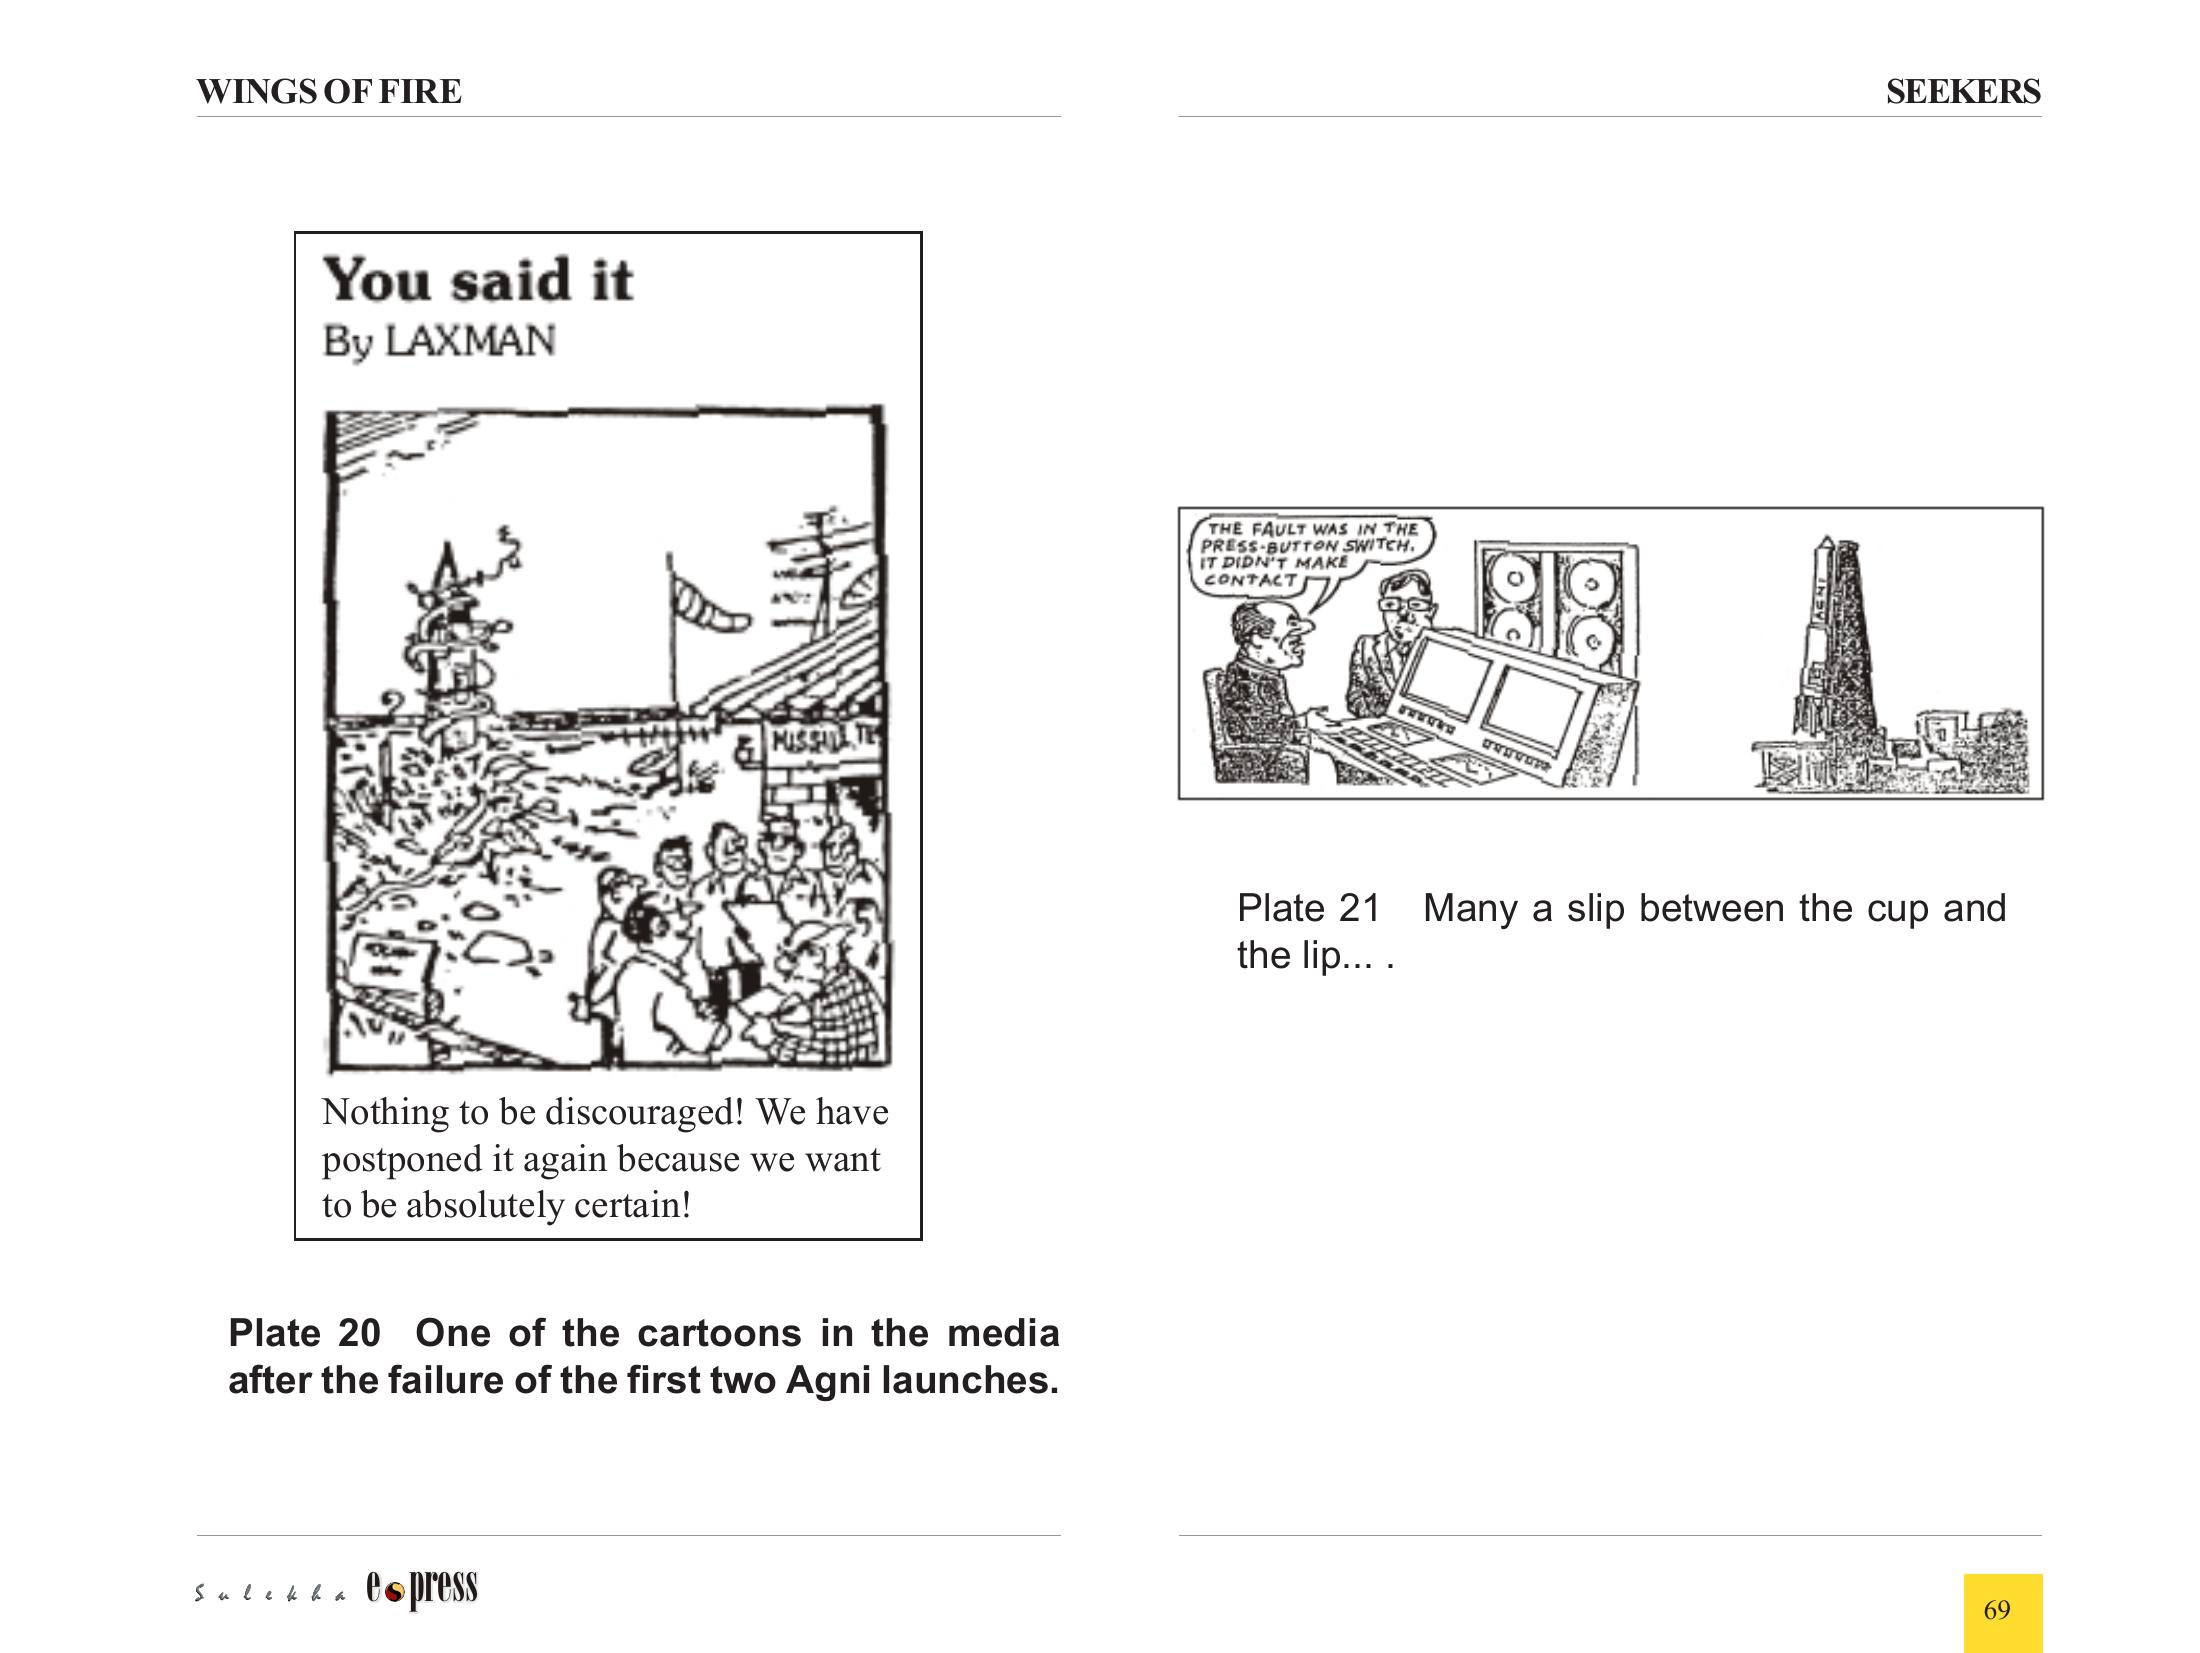 WINGS OF FIRE
You said it
By LAXMAN
MISSILE TE
Nothing to be discouraged! We have
postponed it again because we want
to be absolutely certain!
Plate 20 One of the cartoons in the media
after the failure of the first two Agni launches.
Sulekha e press
SEEKERS
THE FAULT WAS IN THE
PRESS-BUTTON SWITCH.
IT DIDN'T MAKE
CONTACT
AGNI
Plate 21 Many a slip between the cup and
the lip... .
69